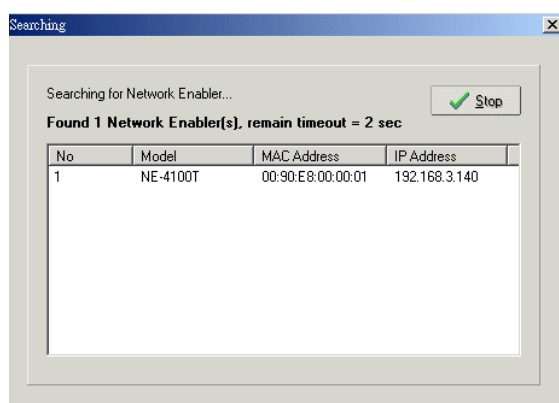 Searching
Searching for Network Enabler...
Stop
Found 1 Network Enabler(s), remain timeout = 2 sec
No Model MAC Address IP Address
1 NE-4100T 00:90:E8:00:00:01 192.168.3.140